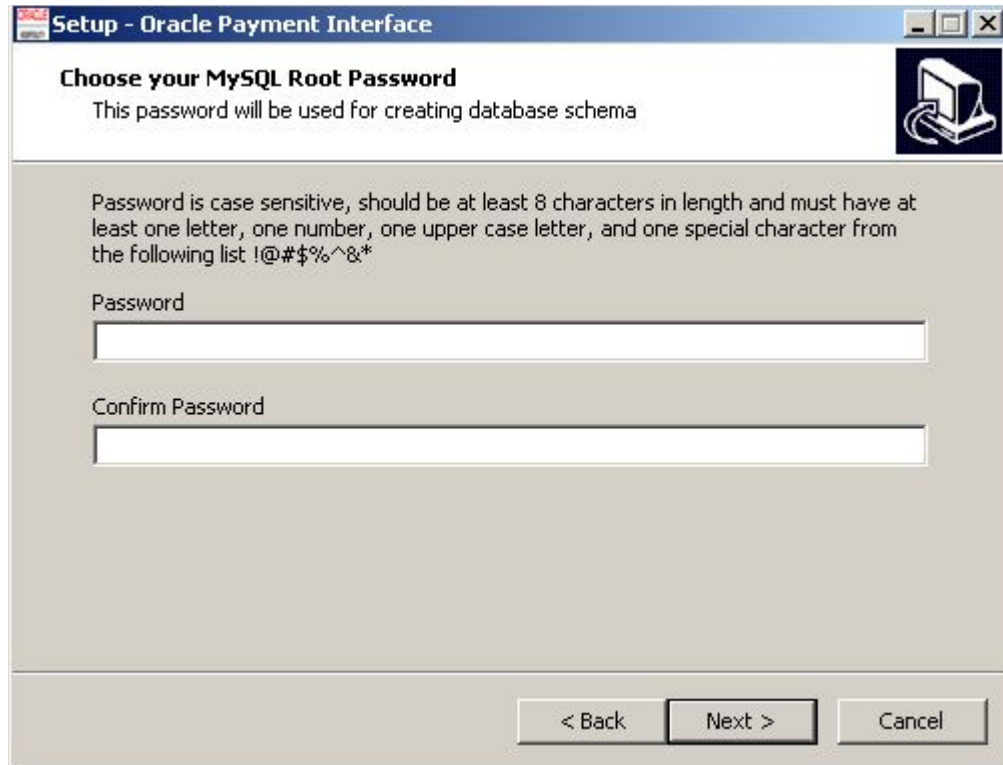 Setup - Oracle Payment Interface
Choose your MySQL Root Password
This password will be used for creating database schema
Password is case sensitive, should be at least 8 characters in length and must have at
least one letter, one number, one upper case letter, and one special character from
the following list !@#$%^&*
Password
Confirm Password
< Back
Next >
Cancel